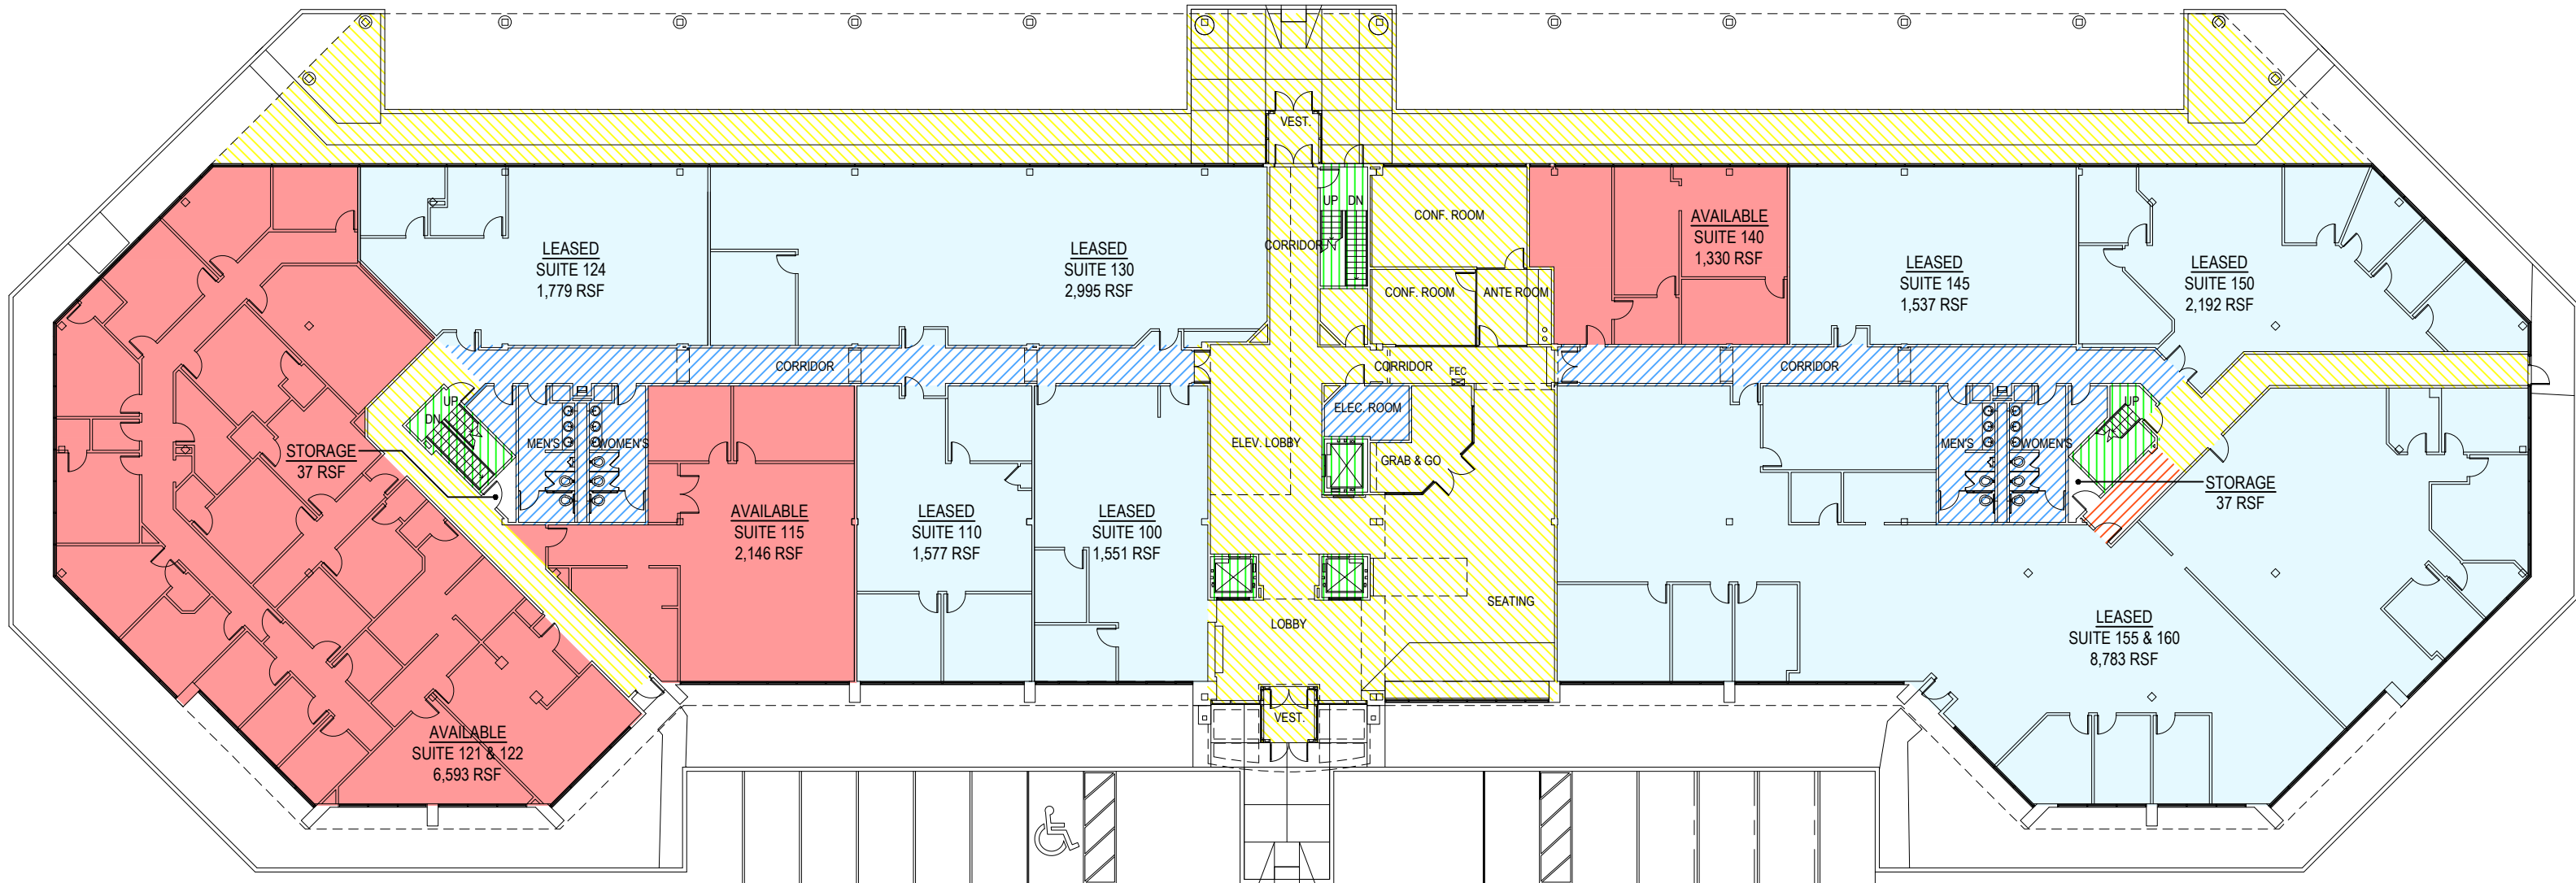 VEST.
UP DN
CONF. ROOM
CORRIDOR
LEASED
SUITE 124
1,779 RSF
LEASED
SUITE 130
2,995 RSF
CONF. ROOM
ANTE ROOM
AVAILABLE
SUITE 140
1,330 RSF
LEASED
SUITE 145
1,537 RSF
LEASED
SUITE 150
2,192 RSF
CORRIDOR
CORRIDOR
FEC
CORRIDOR
UP
DN
STORAGE
37 RSF
MEN'S
WOMEN'S
ELEC. ROOM
ELEV. LOBBY
GRAB & GO
MEN'S
WOMEN'S
UP
STORAGE
37 RSF
AVAILABLE
SUITE 115
2,146 RSF
LEASED
SUITE 110
1,577 RSF
LEASED
SUITE 100
1,551 RSF
SEATING
LOBBY
LEASED
SUITE 155 & 160
8,783 RSF
VEST.
AVAILABLE
SUITE 121 & 122
6,593 RSF